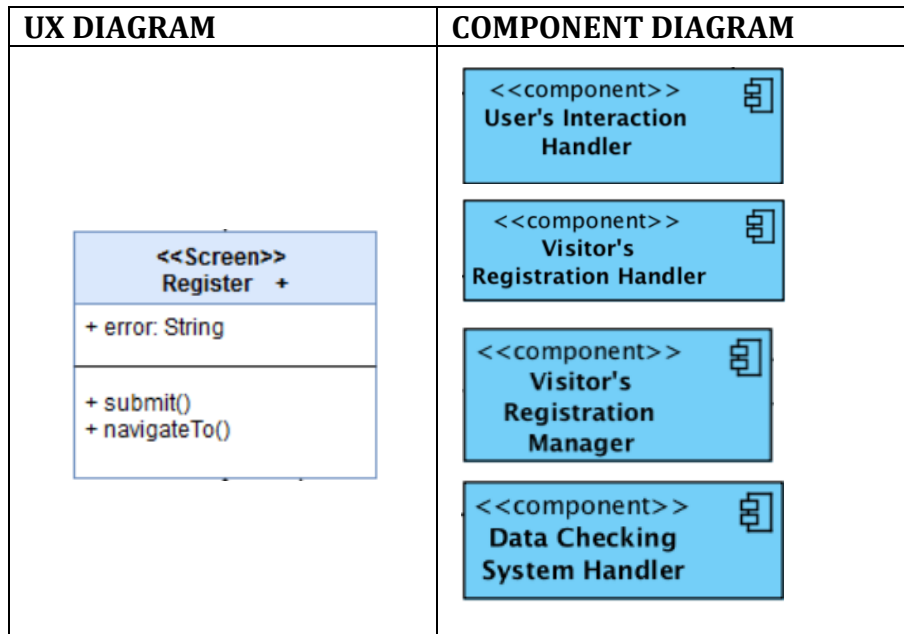 UX DIAGRAM
COMPONENT DIAGRAM
<<Screen>>
Register +
+ error: String
+ submit()
+ navigateTo()
<<component>>
User's Interaction
Handler
<<component>>
Visitor's
Registration Handler
<<component>>
Visitor's
Registration
Manager
<<component>>
Data Checking
System Handler